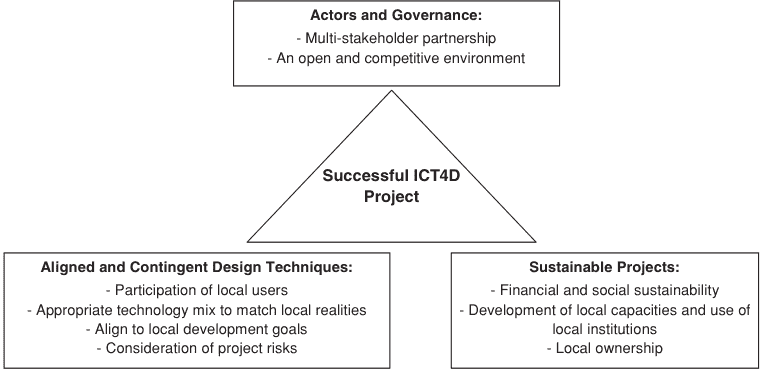 Actors and Governance:
- Multi-stakeholder partnership
- An open and competitive environment
Successful ICT4D
Project
Aligned and Contingent Design Techniques:
- Participation of local users
- Appropriate technology mix to match local realities
- Align to local development goals
- Consideration of project risks
Sustainable Projects:
- Financial and social sustainability
- Development of local capacities and use of
local institutions
- Local ownership